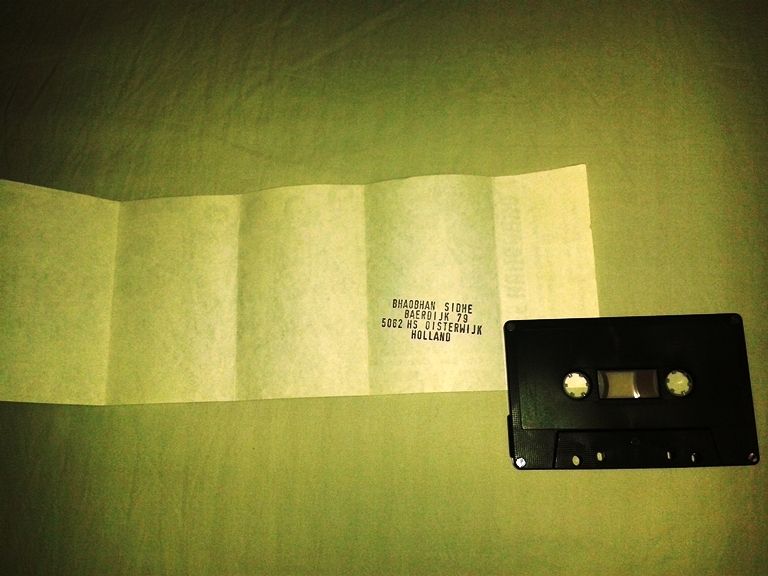 BHAOBHAN SIDHE
BAERDIJK 79
5062 HS OISTERWIJK
HOLLAND